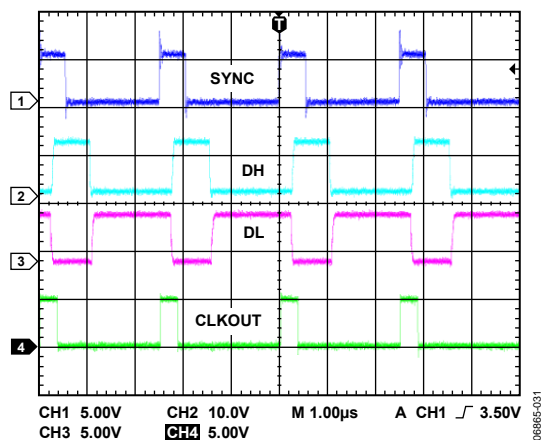 T
SYNC
1
DH
2
DL
3
CLKOUT
4
CH1 5.00V CH2 10.0V M 1.00µs A CH1 3.50V
CH3 5.00V CH4 5.00V
06865-031